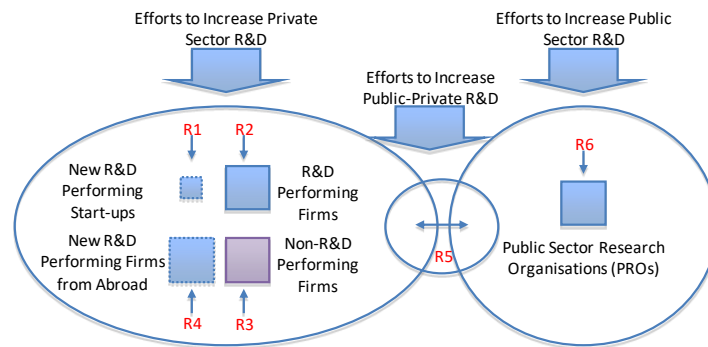 Efforts to Increase Private
Sector R&D
Efforts to Increase Public
Sector R&D
Efforts to Increase
Public-Private R&D
R1
R2
R6
New R&D
Performing
Start-ups
R&D
Performing
Firms
New R&D
Performing Firms
from Abroad
Non-R&D
Performing
Firms
R5
Public Sector Research
Organisations (PROs)
R4
R3